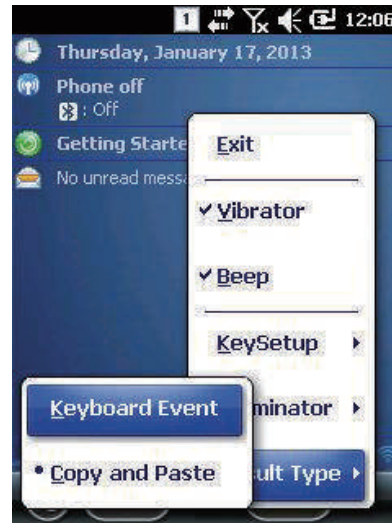 1 12:06
Thursday, January 17, 2013
Phone off
: Off
Getting Starte
No unread messa
Exit
Vibrator
Beep
KeySetup
minator
ult Type
Keyboard Event
Copy and Paste